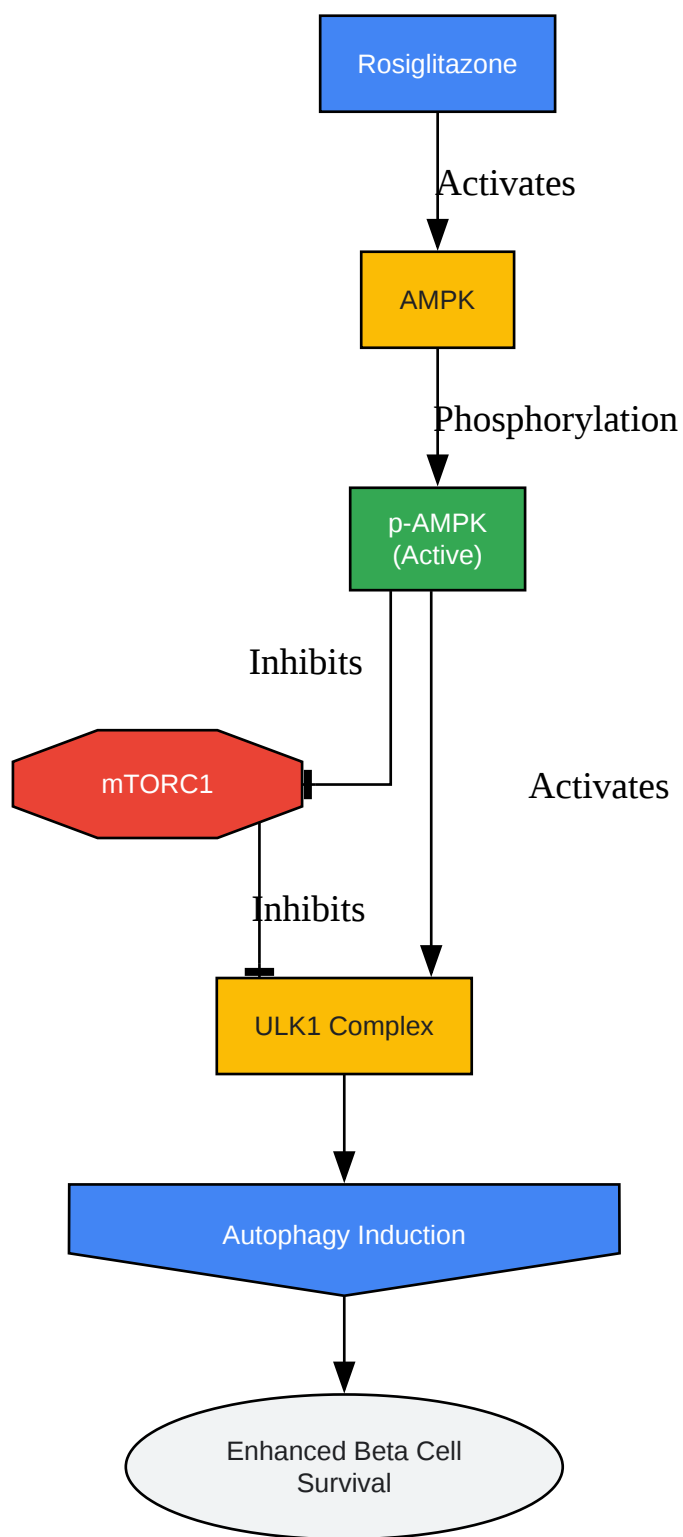 Rosiglitazone
Activates
AMPK
Phosphorylation
p-AMPK
(Active)
Inhibits
mTORC1
Activates
Inhibits
ULK1 Complex
Autophagy Induction
Enhanced Beta Cell
Survival